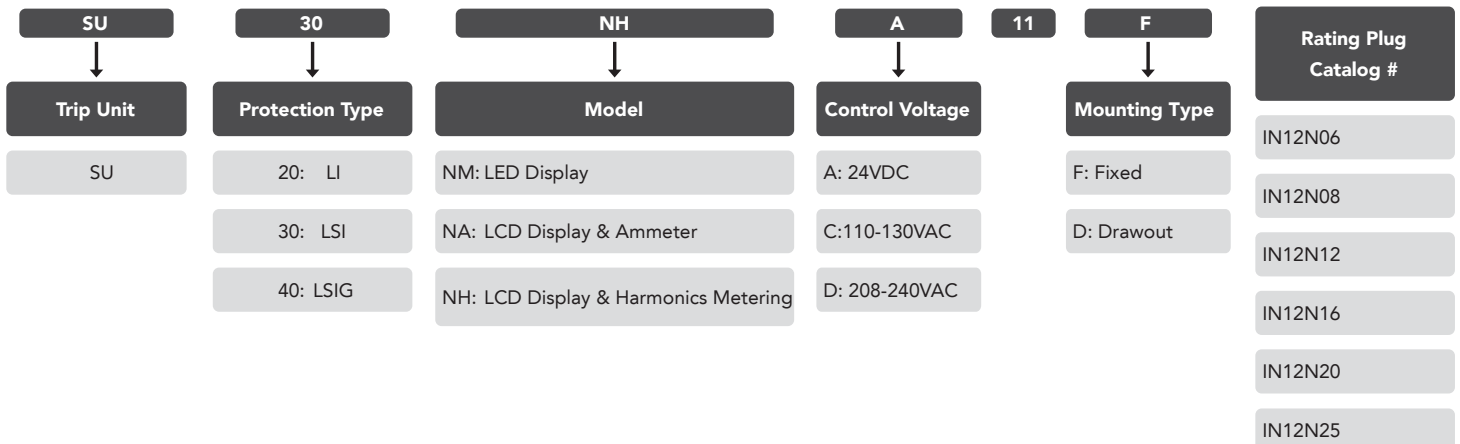 SU 30 NH A 11 F
Rating Plug
Catalog #
Trip Unit Protection Type Model Control Voltage Mounting Type
IN12N06
SU 20: LI NM: LED Display A: 24VDC F: Fixed
IN12N08
30: LSI NA: LCD Display & Ammeter C:110-130VAC D: Drawout
IN12N12
40: LSIG NH: LCD Display & Harmonics Metering D: 208-240VAC
IN12N16
IN12N20
IN12N25